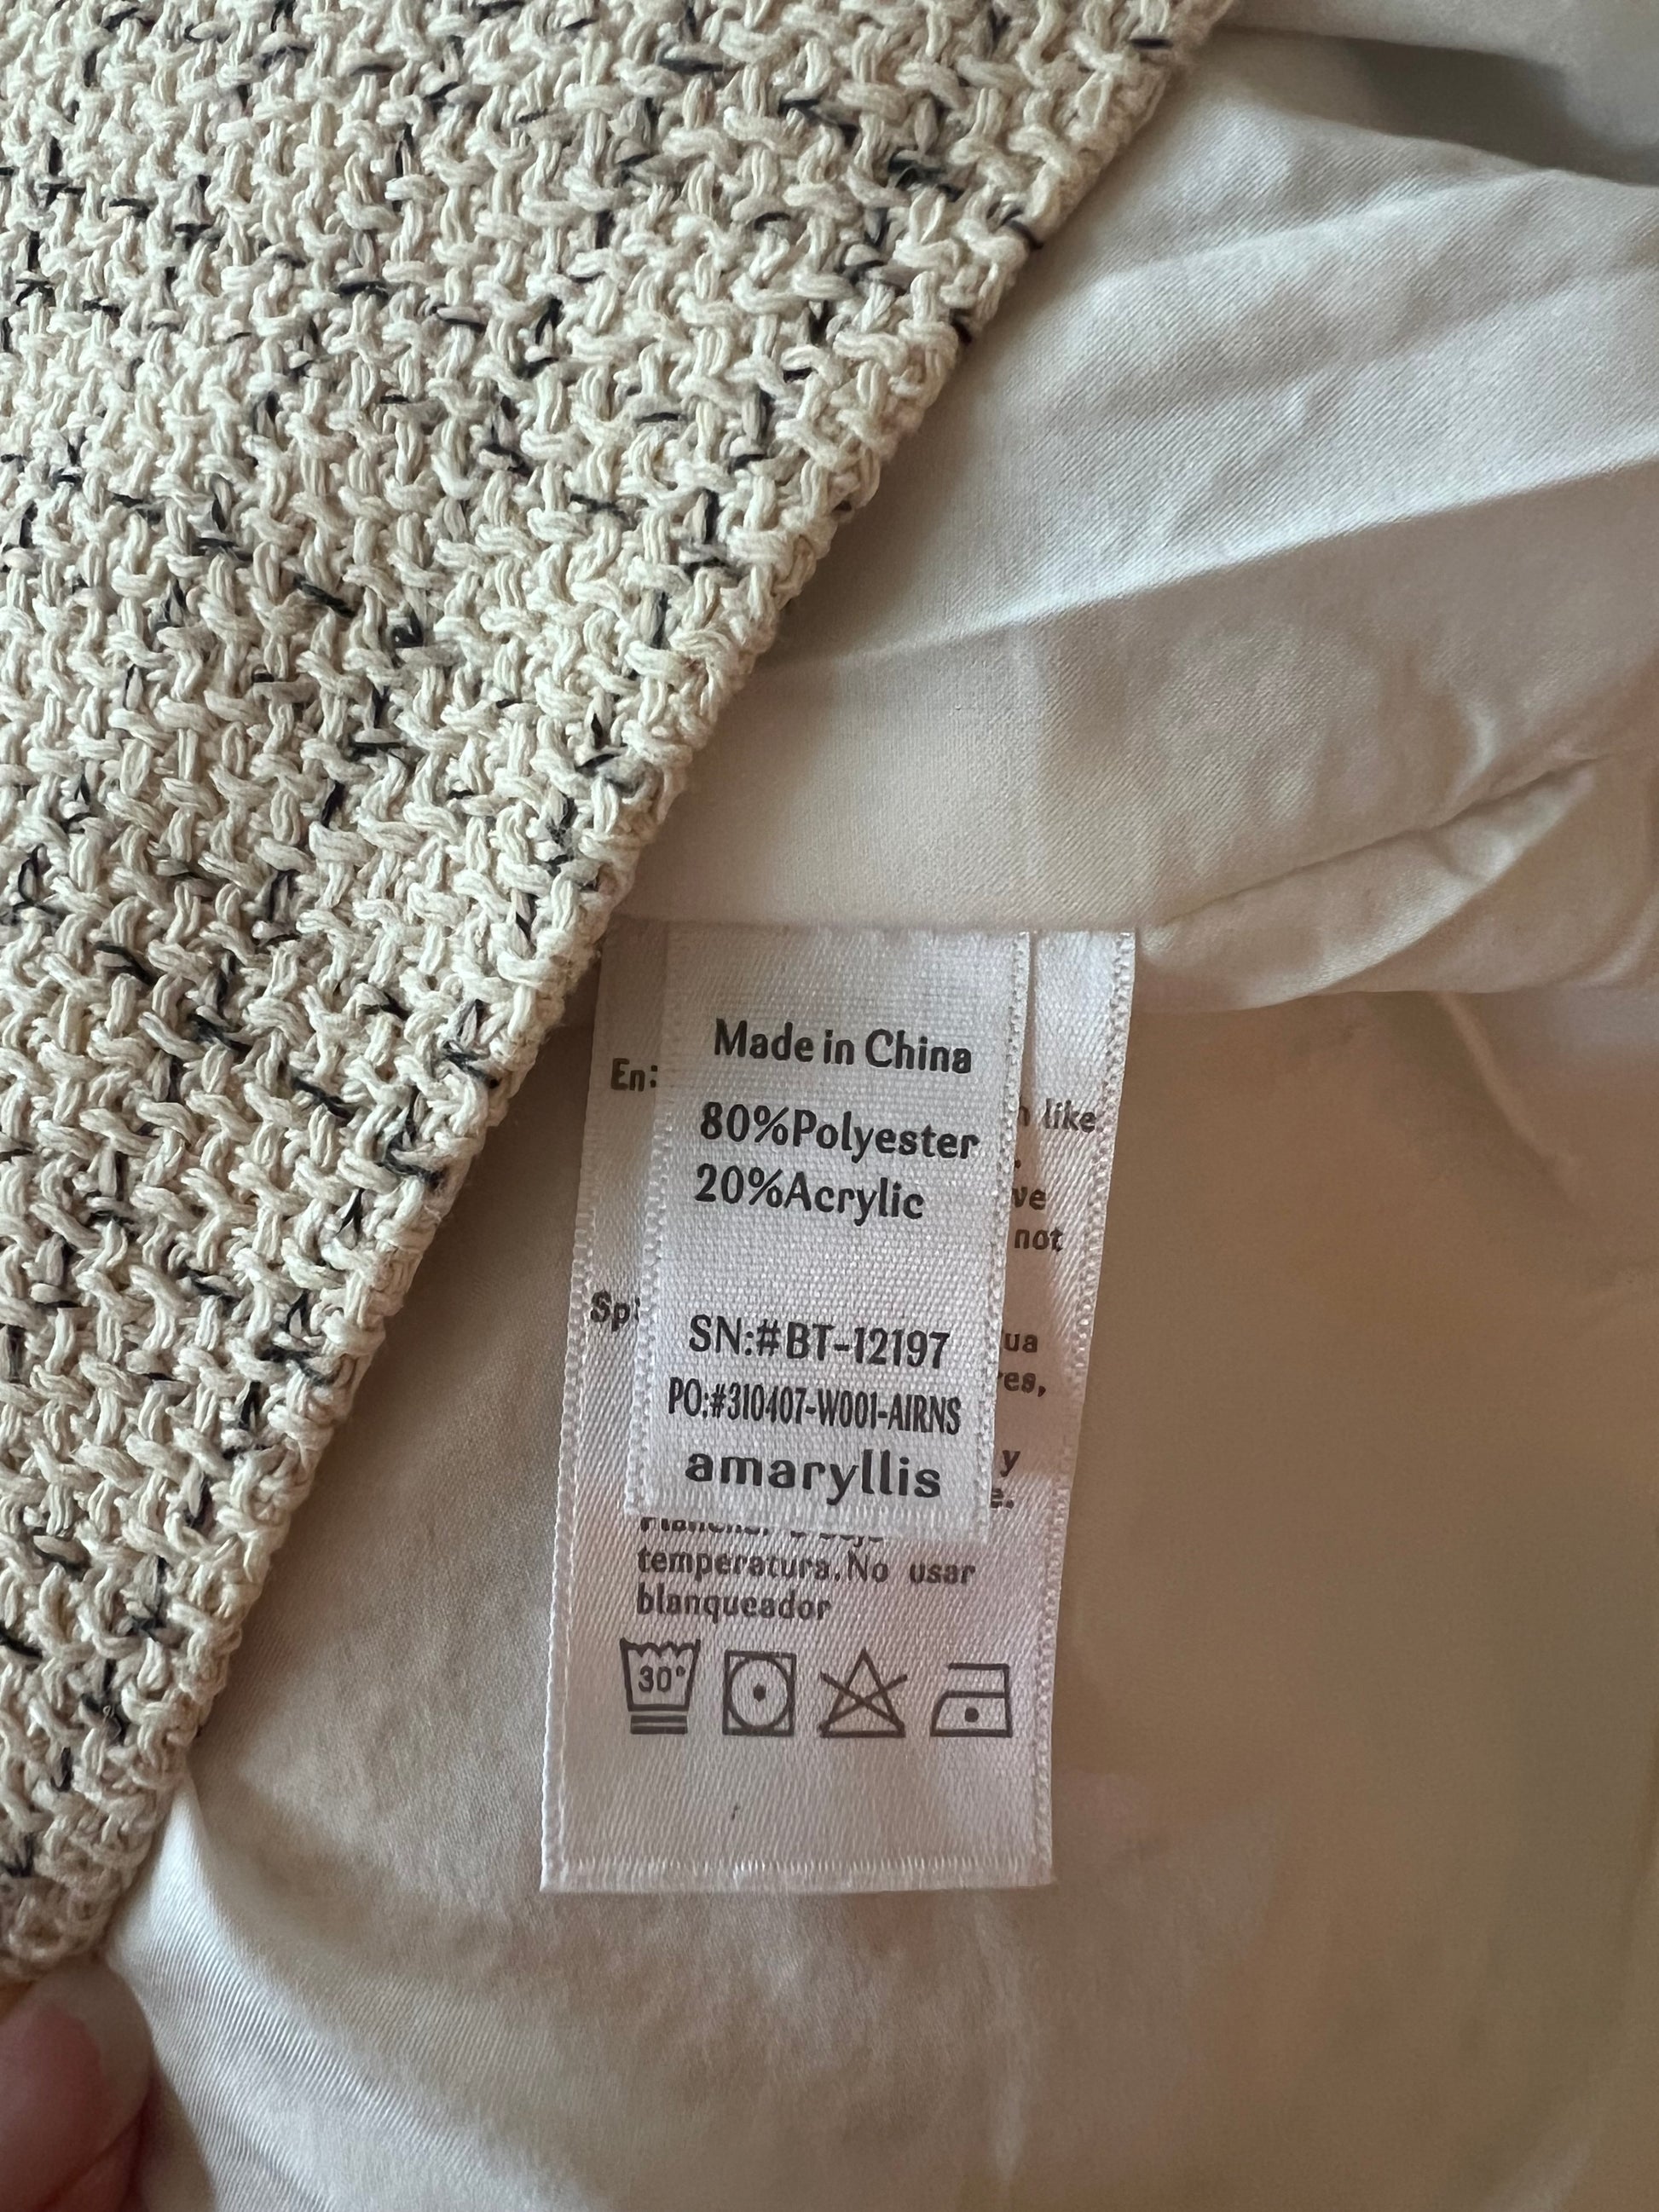 Made in China
80%Polyester
20%Acrylic
SN:#BT-12197
PO:#310407-W001-AIRNS
amaryllis
En:
like
not
Sp:
y
temperatura.No usar
blanqueador
30°